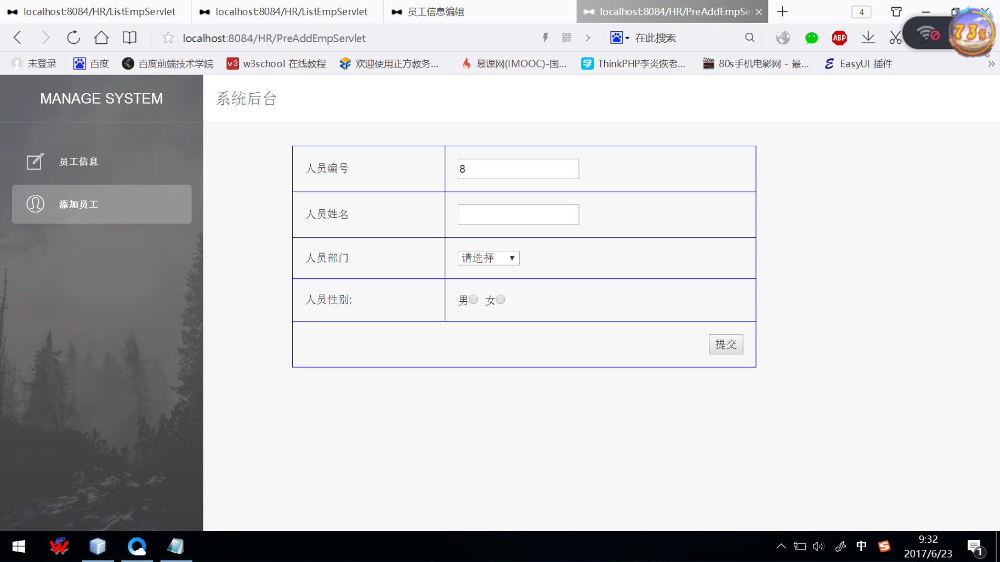 localhost:8084/HR/ListEmpServlet
localhost:8084/HR/ListEmpServlet
员工信息编辑
localhost:8084/HR/PreAddEmpSer
4
localhost:8084/HR/PreAddEmpServlet
在此搜索
ABP
73%
未登录
百度
百度前端技术学院
w3 w3school 在线教程
欢迎使用正方教务...
慕课网(IMOOC)-国...
学 ThinkPHP李炎恢老...
80s手机电影网 - 最...
EasyUI 插件
MANAGE SYSTEM
系统后台
员工信息
添加员工
人员编号
8
人员姓名
人员部门
请选择
人员性别:
男 女
提交
中
9:32
2017/6/23
1